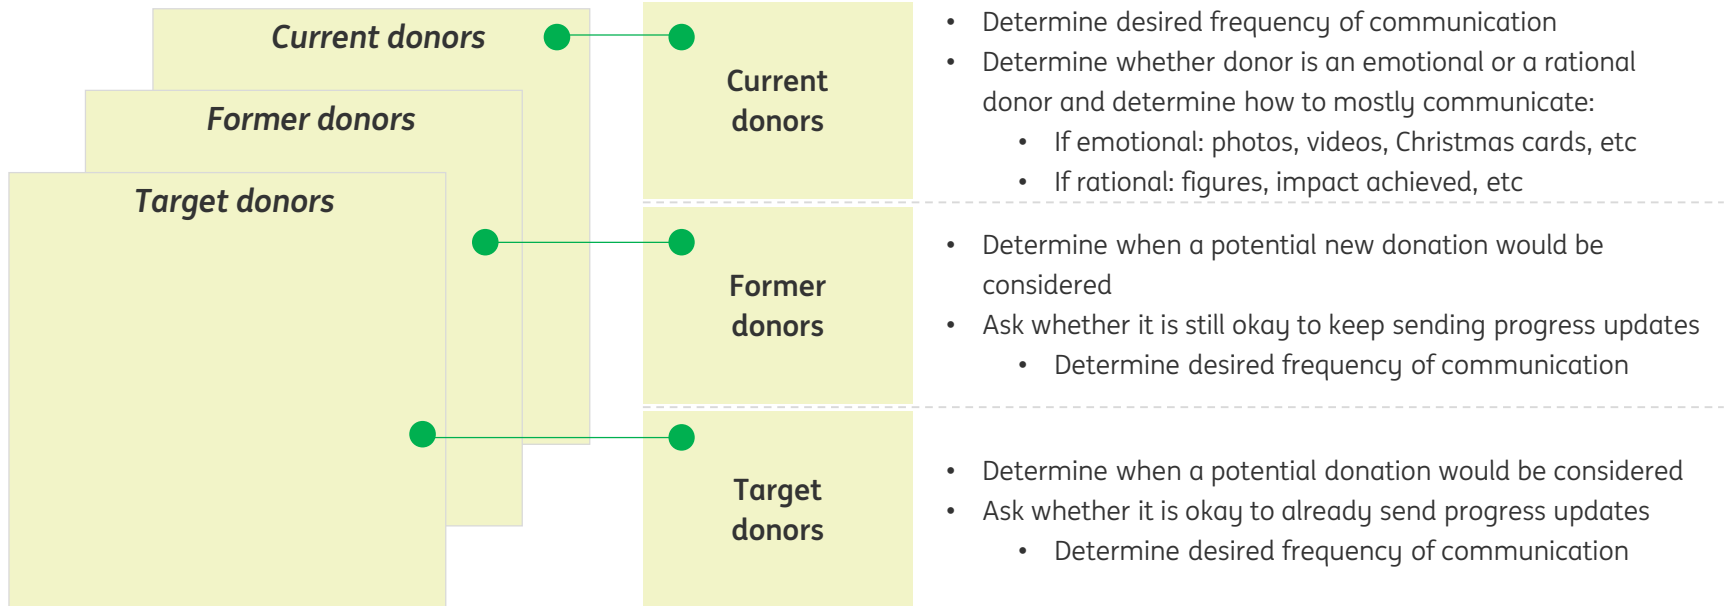 Current donors
Former donors
Target donors
Current
donors
• Determine desired frequency of communication
• Determine whether donor is an emotional or a rational
donor and determine how to mostly communicate:
• If emotional: photos, videos, Christmas cards, etc
• If rational: figures, impact achieved, etc
Former
donors
• Determine when a potential new donation would be
considered
• Ask whether it is still okay to keep sending progress updates
• Determine desired frequency of communication
Target
donors
• Determine when a potential donation would be considered
• Ask whether it is okay to already send progress updates
• Determine desired frequency of communication